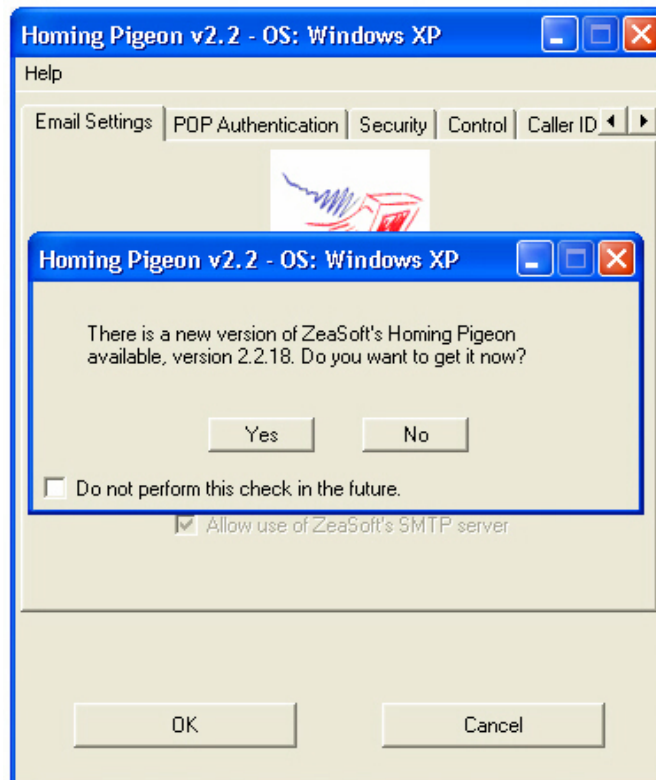 Homing Pigeon v2.2 - OS: Windows XP
Help
Email Settings POP Authentication Security Control Caller ID
Homing Pigeon v2.2 - OS: Windows XP
There is a new version of ZeaSoft's Homing Pigeon
available, version 2.2.18. Do you want to get it now?
Yes No
Do not perform this check in the future.
Allow use of ZeaSoft's SMTP server
OK Cancel